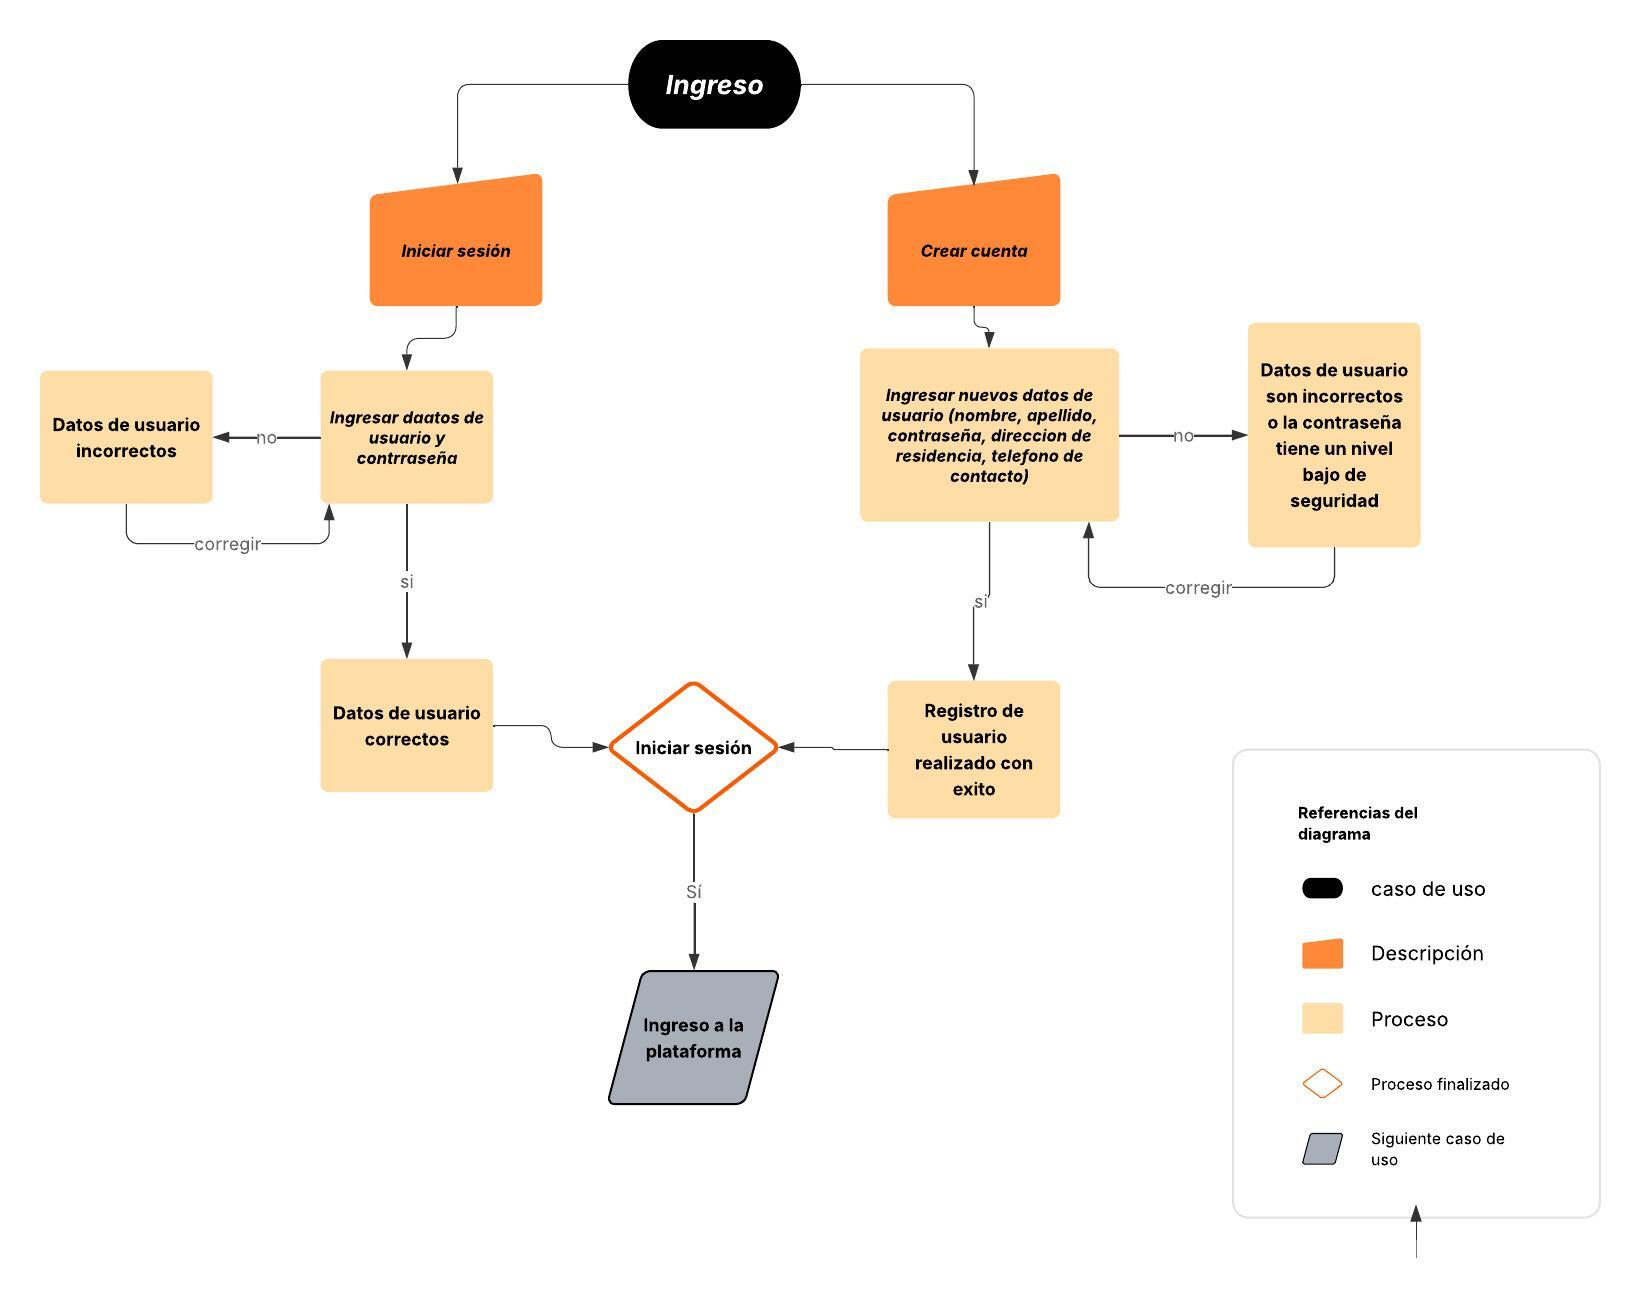 Ingreso
Iniciar sesión
Crear cuenta
Datos de usuario
incorrectos
no
Ingresar daatos de
usuario y
contrraseña
corregir
si
Ingresar nuevos datos de
usuario (nombre, apellido,
contraseña, direccion de
residencia, telefono de
contacto)
no
Datos de usuario
son incorrectos
o la contraseña
tiene un nivel
bajo de
seguridad
corregir
si
Datos de usuario
correctos
Iniciar sesión
Registro de
usuario
realizado con
exito
Sí
Ingreso a la
plataforma
Referencias del
diagrama
caso de uso
Descripción
Proceso
Proceso finalizado
Siguiente caso de
uso